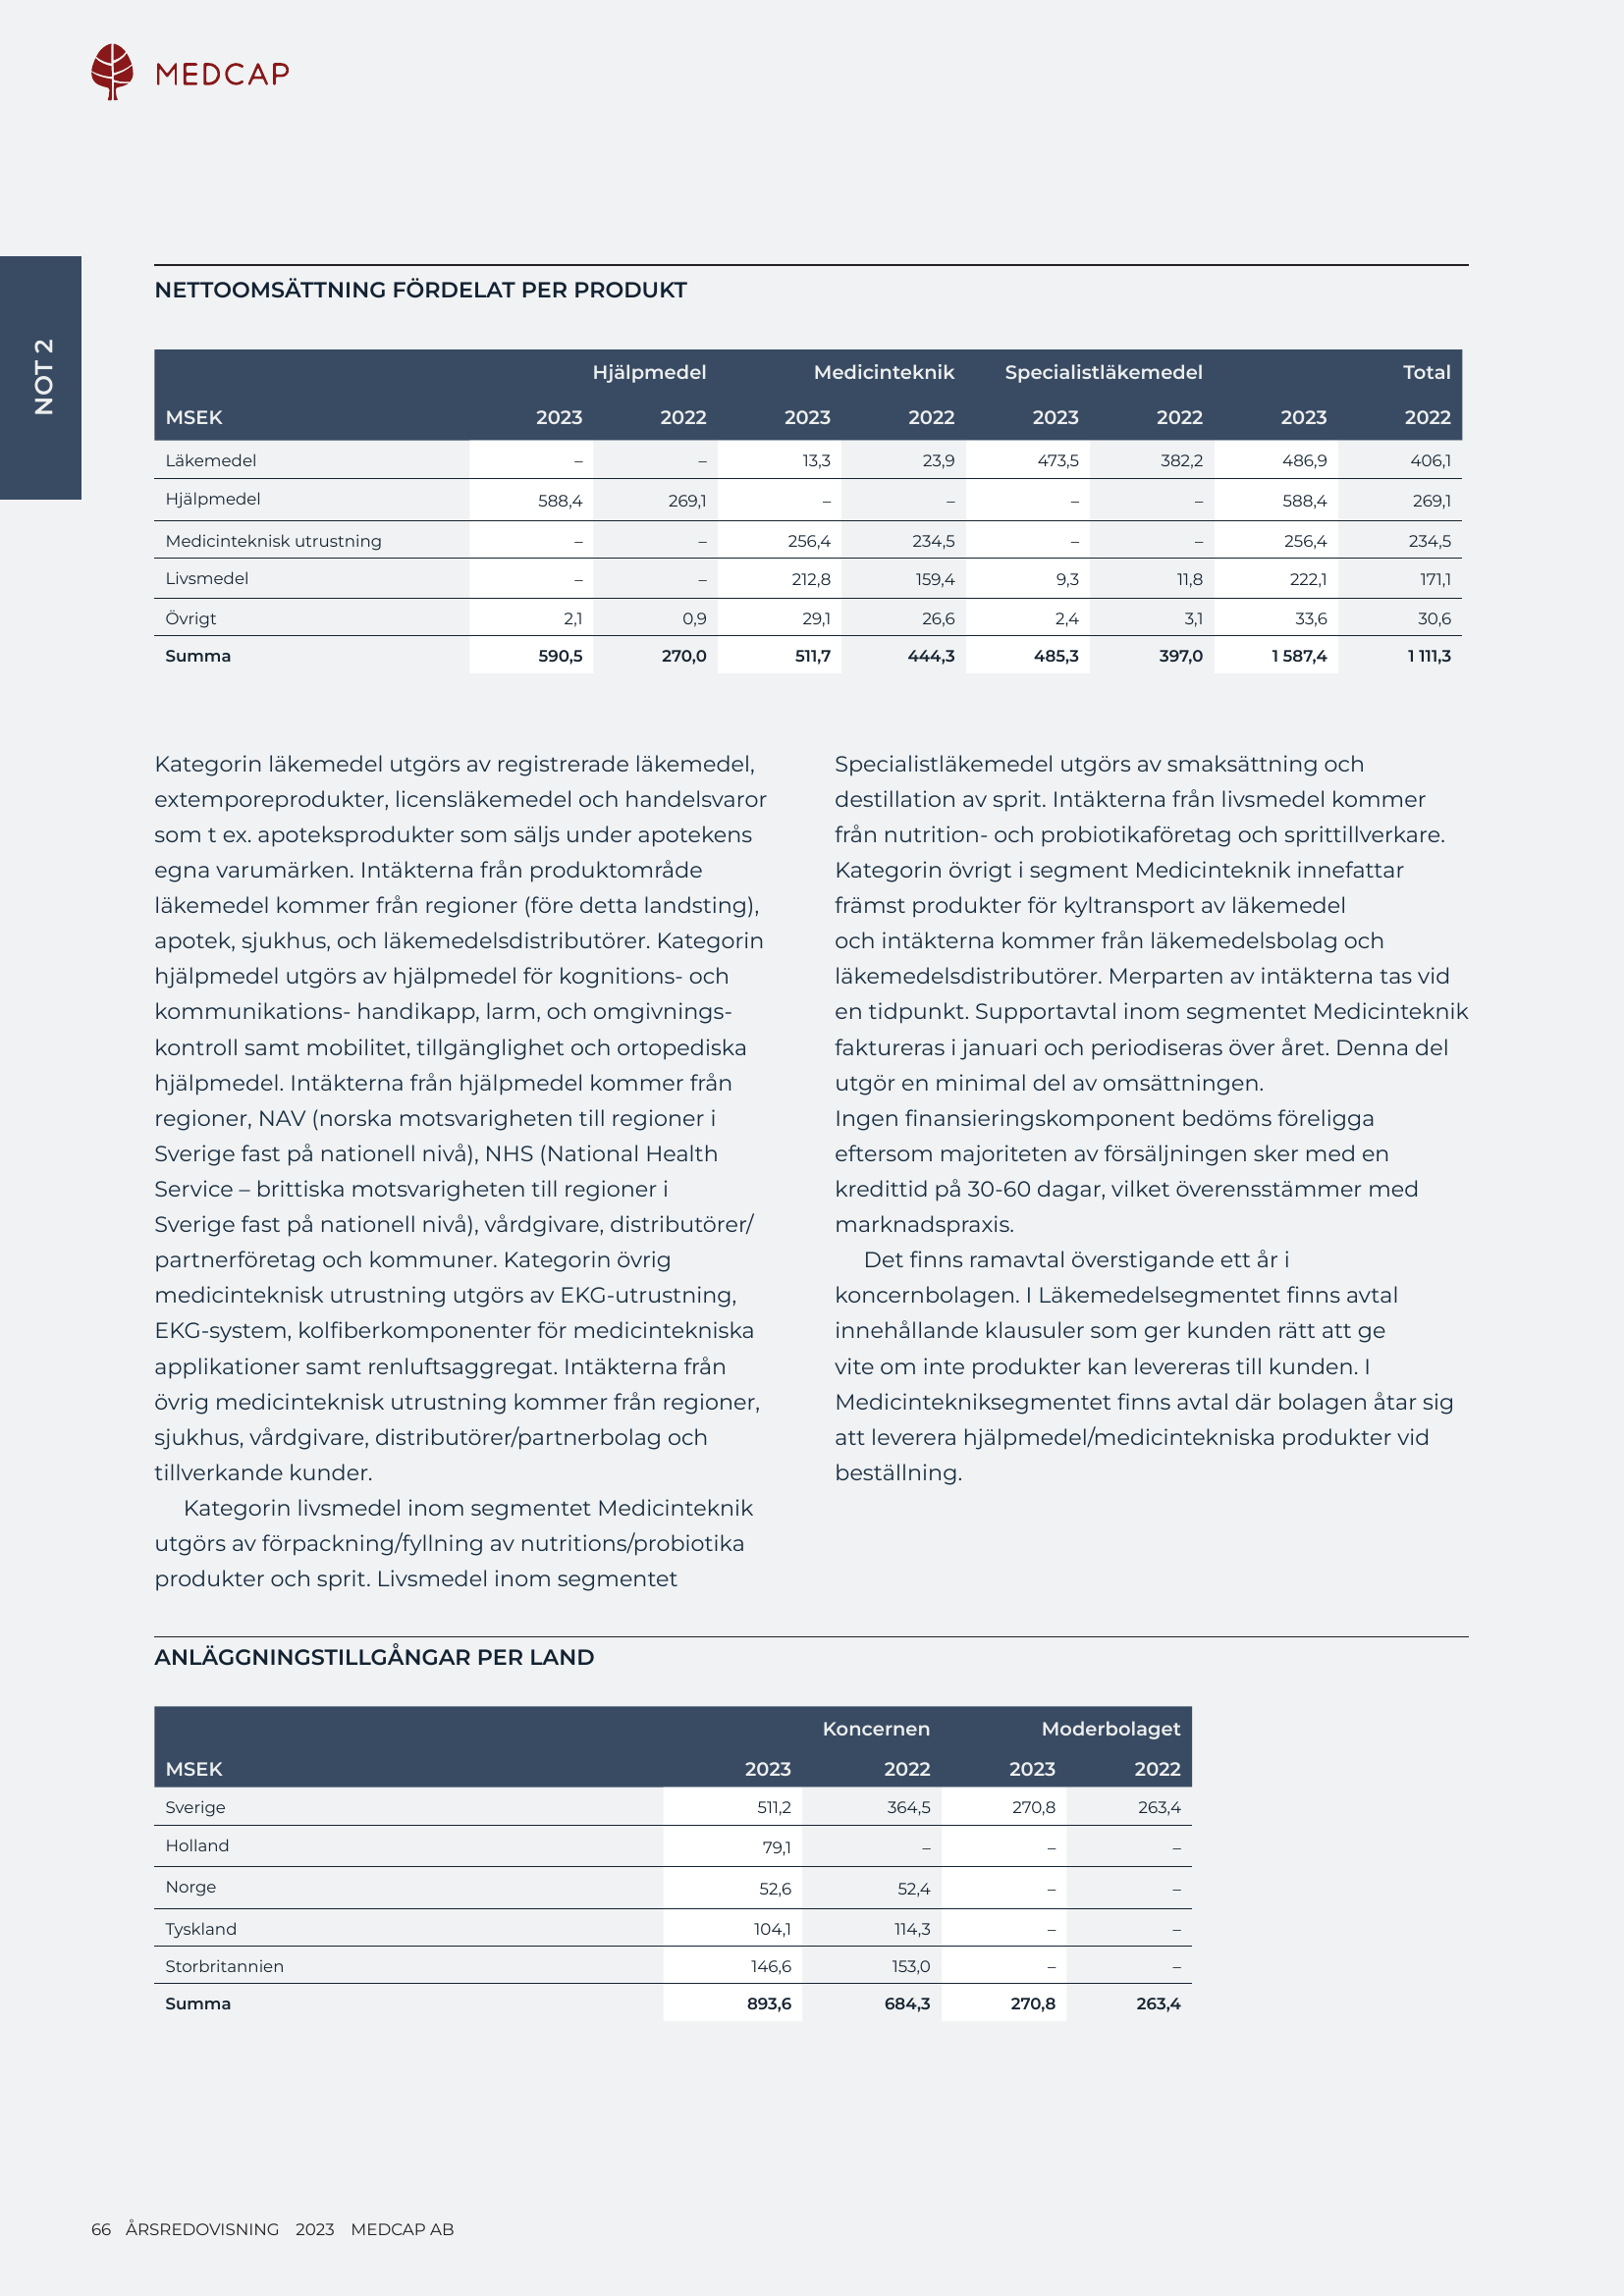 MEDCAP
NOT 2
NETTOOMSÄTTNING FÖRDELAT PER PRODUKT
Hjälpmedel Medicinteknik Specialistläkemedel Total
MSEK 2023 2022 2023 2022 2023 2022 2023 2022
Läkemedel – – 13,3 23,9 473,5 382,2 486,9 406,1
Hjälpmedel 588,4 269,1 – – – – 588,4 269,1
Medicinteknisk utrustning – – 256,4 234,5 – – 256,4 234,5
Livsmedel – – 212,8 159,4 9,3 11,8 222,1 171,1
Övrigt 2,1 0,9 29,1 26,6 2,4 3,1 33,6 30,6
Summa 590,5 270,0 511,7 444,3 485,3 397,0 1 587,4 1 111,3
Kategorin läkemedel utgörs av registrerade läkemedel,
extemporeprodukter, licensläkemedel och handelsvaror
som t ex. apoteksprodukter som säljs under apotekens
egna varumärken. Intäkterna från produktområde
läkemedel kommer från regioner (före detta landsting),
apotek, sjukhus, och läkemedelsdistributörer. Kategorin
hjälpmedel utgörs av hjälpmedel för kognitions- och
kommunikations- handikapp, larm, och omgivnings-
kontroll samt mobilitet, tillgänglighet och ortopediska
hjälpmedel. Intäkterna från hjälpmedel kommer från
regioner, NAV (norska motsvarigheten till regioner i
Sverige fast på nationell nivå), NHS (National Health
Service – brittiska motsvarigheten till regioner i
Sverige fast på nationell nivå), vårdgivare, distributörer/
partnerföretag och kommuner. Kategorin övrig
medicinteknisk utrustning utgörs av EKG-utrustning,
EKG-system, kolfiberkomponenter för medicintekniska
applikationer samt renluftsaggregat. Intäkterna från
övrig medicinteknisk utrustning kommer från regioner,
sjukhus, vårdgivare, distributörer/partnerbolag och
tillverkande kunder.
Kategorin livsmedel inom segmentet Medicinteknik
utgörs av förpackning/fyllning av nutritions/probiotika
produkter och sprit. Livsmedel inom segmentet
Specialistläkemedel utgörs av smaksättning och
destillation av sprit. Intäkterna från livsmedel kommer
från nutrition- och probiotikaföretag och sprittillverkare.
Kategorin övrigt i segment Medicinteknik innefattar
främst produkter för kyltransport av läkemedel
och intäkterna kommer från läkemedelsbolag och
läkemedelsdistributörer. Merparten av intäkterna tas vid
en tidpunkt. Supportavtal inom segmentet Medicinteknik
faktureras i januari och periodiseras över året. Denna del
utgör en minimal del av omsättningen.
Ingen finansieringskomponent bedöms föreligga
eftersom majoriteten av försäljningen sker med en
kredittid på 30-60 dagar, vilket överensstämmer med
marknadspraxis.
Det finns ramavtal överstigande ett år i
koncernbolagen. I Läkemedelsegmentet finns avtal
innehållande klausuler som ger kunden rätt att ge
vite om inte produkter kan levereras till kunden. I
Medicintekniksegmentet finns avtal där bolagen åtar sig
att leverera hjälpmedel/medicintekniska produkter vid
beställning.
ANLÄGGNINGSTILLGÅNGAR PER LAND
Koncernen Moderbolaget
MSEK 2023 2022 2023 2022
Sverige 511,2 364,5 270,8 263,4
Holland 79,1 – – –
Norge 52,6 52,4 – –
Tyskland 104,1 114,3 – –
Storbritannien 146,6 153,0 – –
Summa 893,6 684,3 270,8 263,4
66 ÅRSREDOVISNING 2023 MEDCAP AB